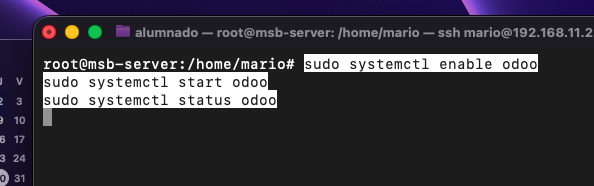 alumnado — root@msb-server: /home/mario — ssh mario@192.168.11.2
root@msb-server:/home/mario# sudo systemctl enable odoo
sudo systemctl start odoo
sudo systemctl status odoo
J V
2 3
9 10
6 17
3 24
0 31